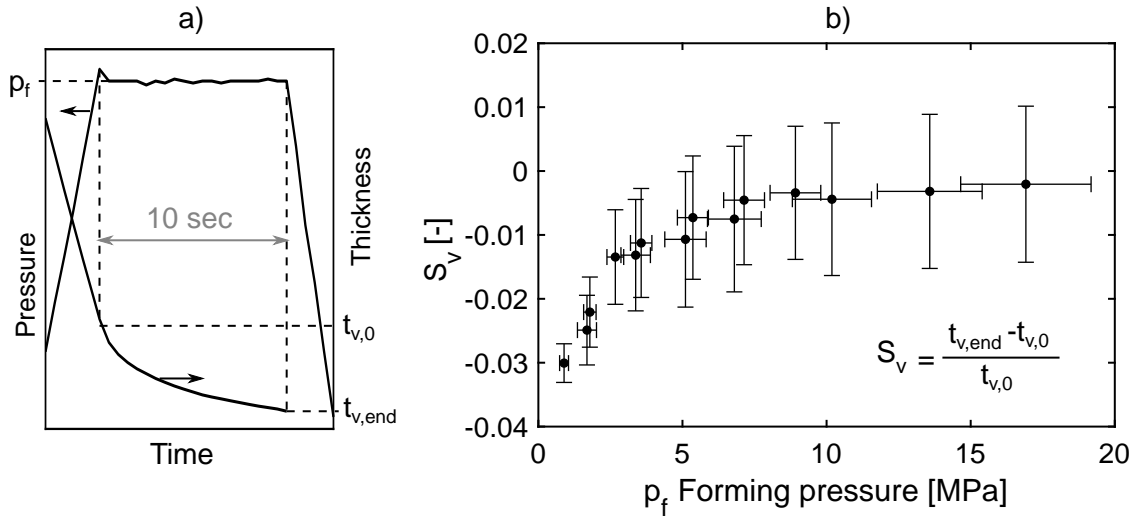 a)
p_f
10 sec
Pressure
Thickness
t_v,0
t_v,end
Time
b)
0.02
0.01
0
-0.01
-0.02
-0.03
-0.04
S_v [-]
S_v = (t_v,end - t_v,0) / t_v,0
0 5 10 15 20
p_f Forming pressure [MPa]